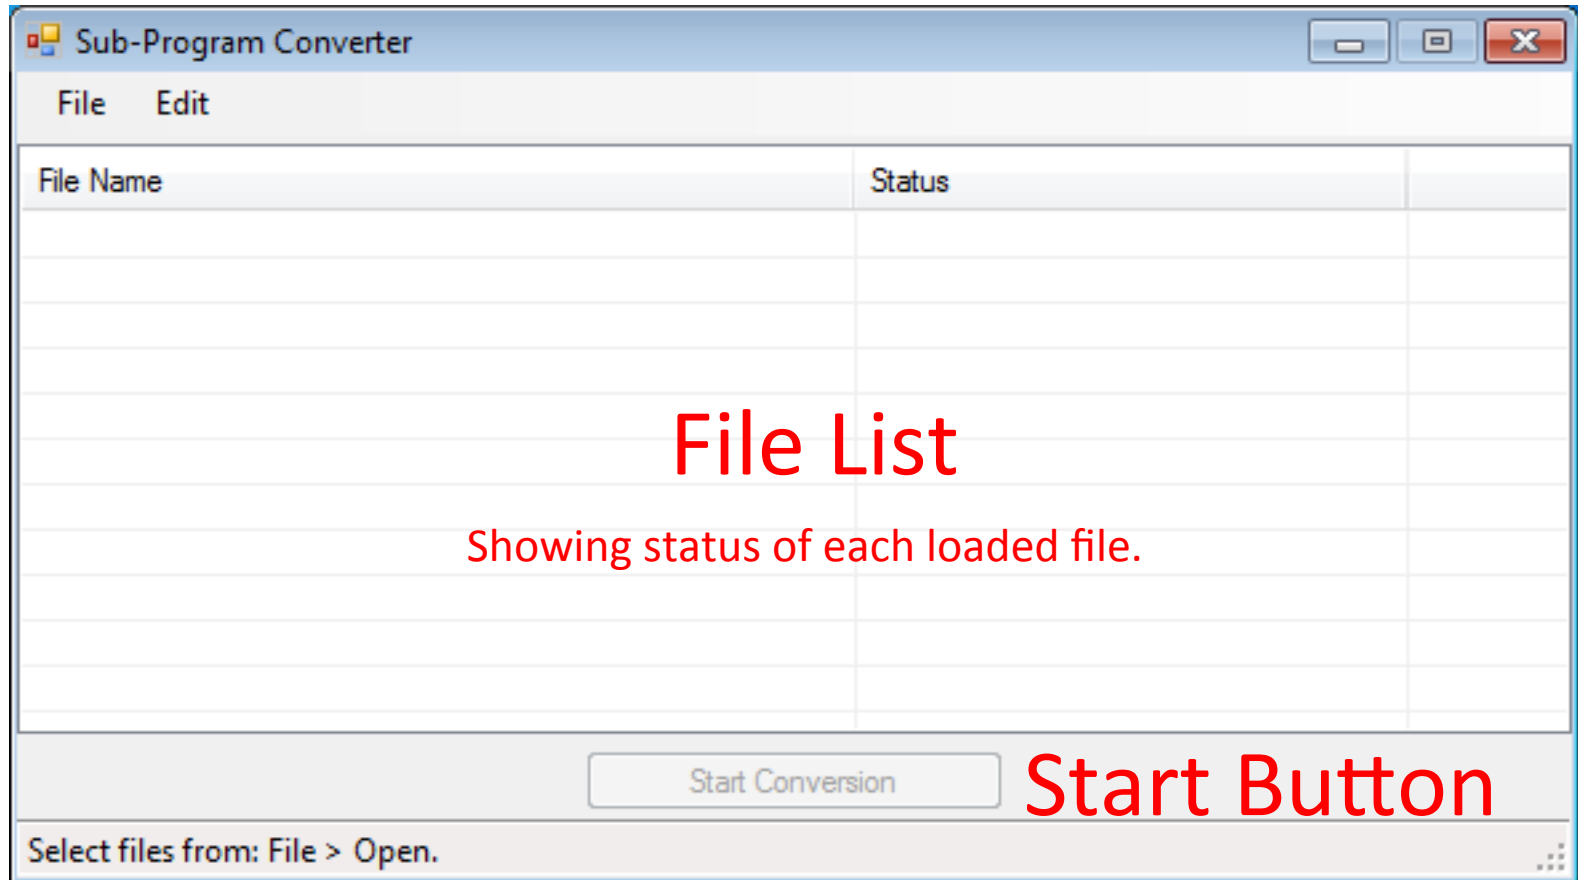 Sub-Program Converter
File Edit
File Name Status
File List
Showing status of each loaded file.
Start Conversion Start Button
Select files from: File > Open.